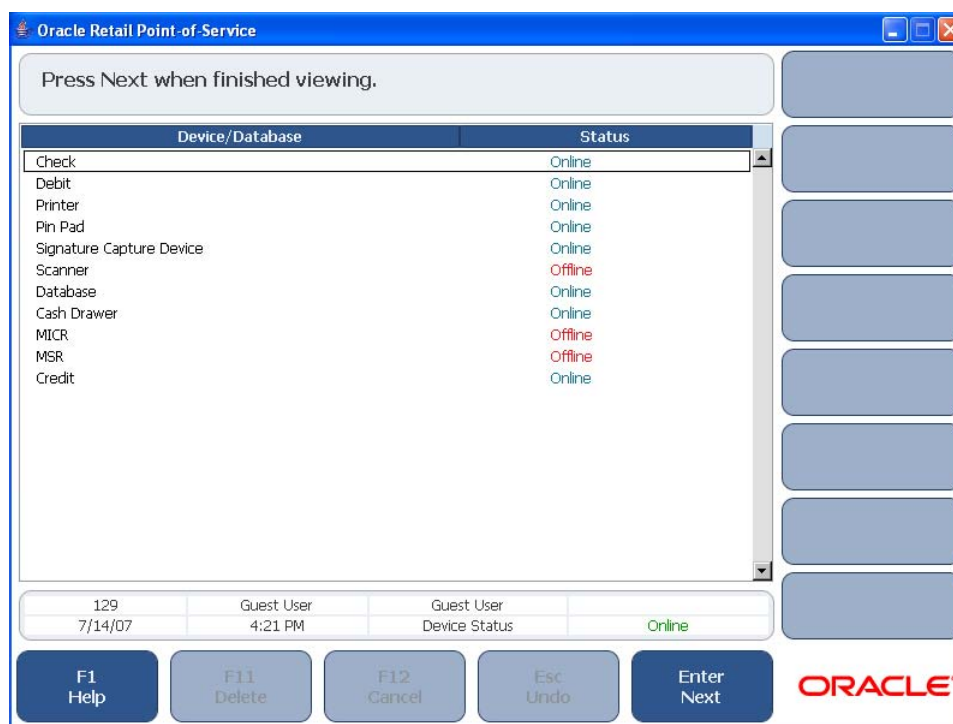 Oracle Retail Point-of-Service
Press Next when finished viewing.
Device/Database Status
Check Online
Debit Online
Printer Online
Pin Pad Online
Signature Capture Device Online
Scanner Offline
Database Online
Cash Drawer Online
MICR Offline
MSR Offline
Credit Online
129 Guest User Guest User
7/14/07 4:21 PM Device Status Online
F1 F11 F12 Esc Enter
Help Delete Cancel Undo Next
ORACLE